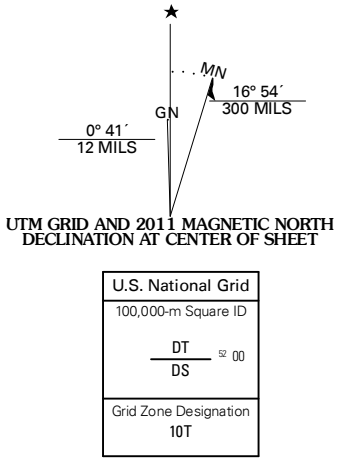 ★
MN
GN
16° 54´
300 MILS
0° 41´
12 MILS
UTM GRID AND 2011 MAGNETIC NORTH
DECLINATION AT CENTER OF SHEET
U.S. National Grid
100,000-m Square ID
DT
52 00
DS
Grid Zone Designation
10T